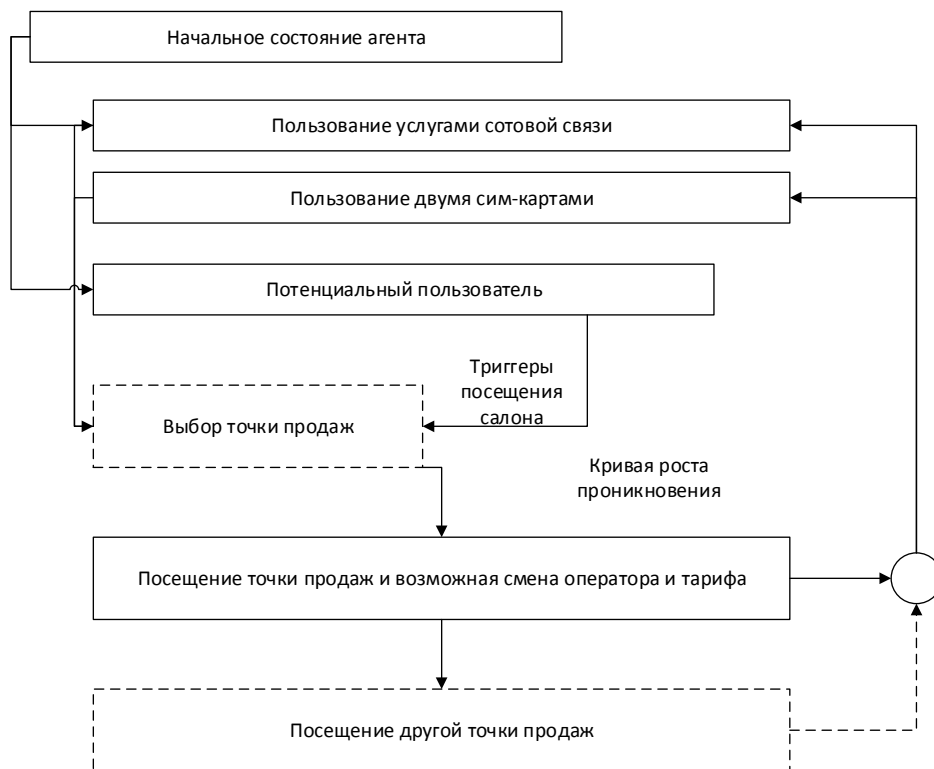 Начальное состояние агента
Пользование услугами сотовой связи
Пользование двумя сим-картами
Потенциальный пользователь
Триггеры
посещения
салона
Выбор точки продаж
Кривая роста
проникновения
Посещение точки продаж и возможная смена оператора и тарифа
Посещение другой точки продаж